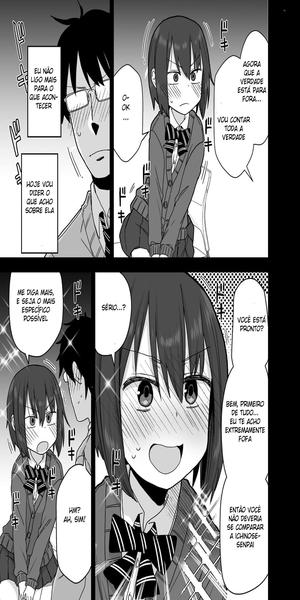 AGORA QUE
A VERDADE
ESTÁ PARA
FORA...
VOU CONTAR
TODA A
VERDADE
O-
OK...
EU NÃO
LIGO MAIS
PARA O
QUE ACON-
TECER
HOJE VOU
DIZER O
QUE ACHO
SOBRE ELA
VOCÊ ESTÁ
PRONTO?
BEM, PRIMEIRO
DE TUDO...
EU TE ACHO
EXTREMAMENTE
FOFA
ENTÃO VOCÊ
NÃO DEVERIA
SE COMPARAR
A ICHINOSE-
SENPAI
SÉRIO...?
ME DIGA MAIS,
E SEJA O MAIS
ESPECÍFICO
POSSÍVEL
HM?
AH, SIM!